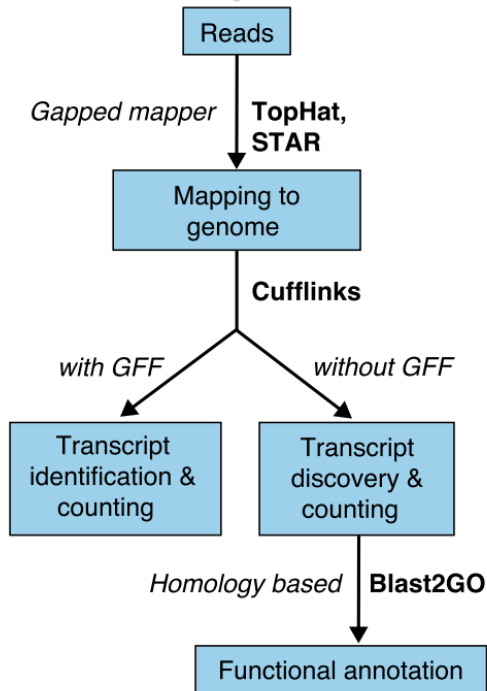 Reads
Gapped mapper
TopHat,
STAR
Mapping to
genome
Cufflinks
with GFF
without GFF
Transcript
identification &
counting
Transcript
discovery &
counting
Homology based
Blast2GO
Functional annotation